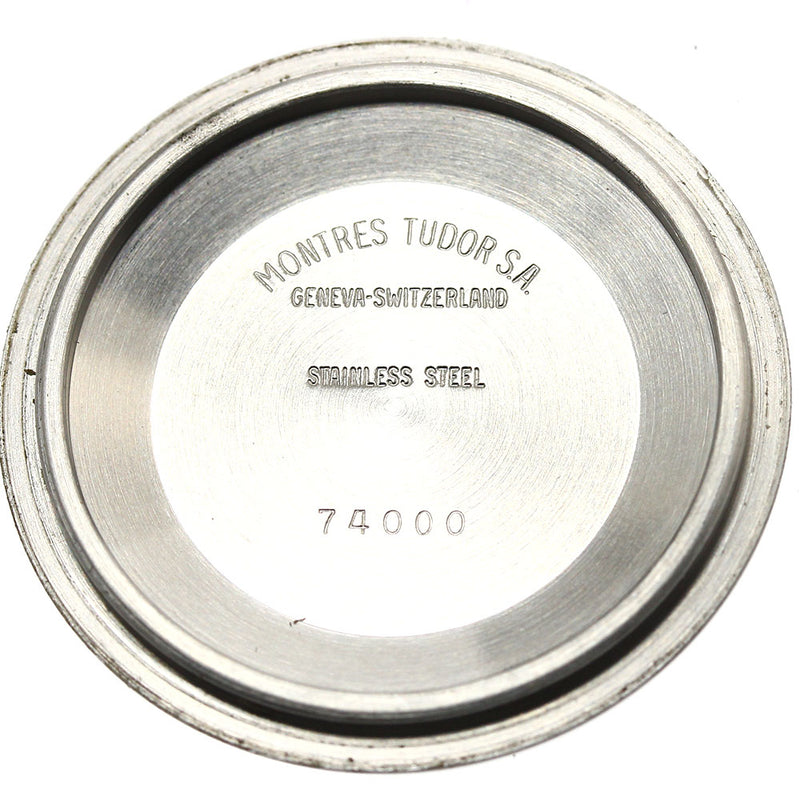 MONTRES TUDOR S.A.
GENEVA-SWITZERLAND
STAINLESS STEEL
74000